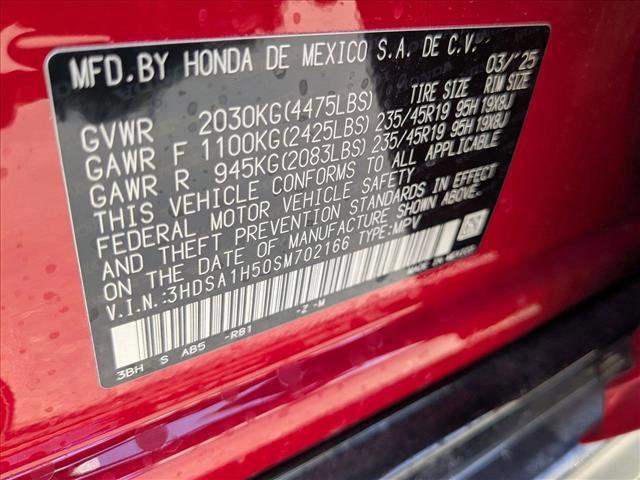 MFD.BY HONDA DE MEXICO S.A. DE C.V. 03/'25
TIRE SIZE RIM SIZE
GVWR 2030KG(4475LBS)
GAWR F 1100KG(2425LBS) 235/45R19 95H 19X8J
GAWR R 945KG(2083LBS) 235/45R19 95H 19X8J
THIS VEHICLE CONFORMS TO ALL APPLICABLE
FEDERAL MOTOR VEHICLE SAFETY
AND THEFT PREVENTION STANDARDS IN EFFECT
ON THE DATE OF MANUFACTURE SHOWN ABOVE.
V.I.N.:3HDSA1H50SM702166 TYPE:MPV
MADE IN MEXICO
3BH S AB5 -R81 -Z -M